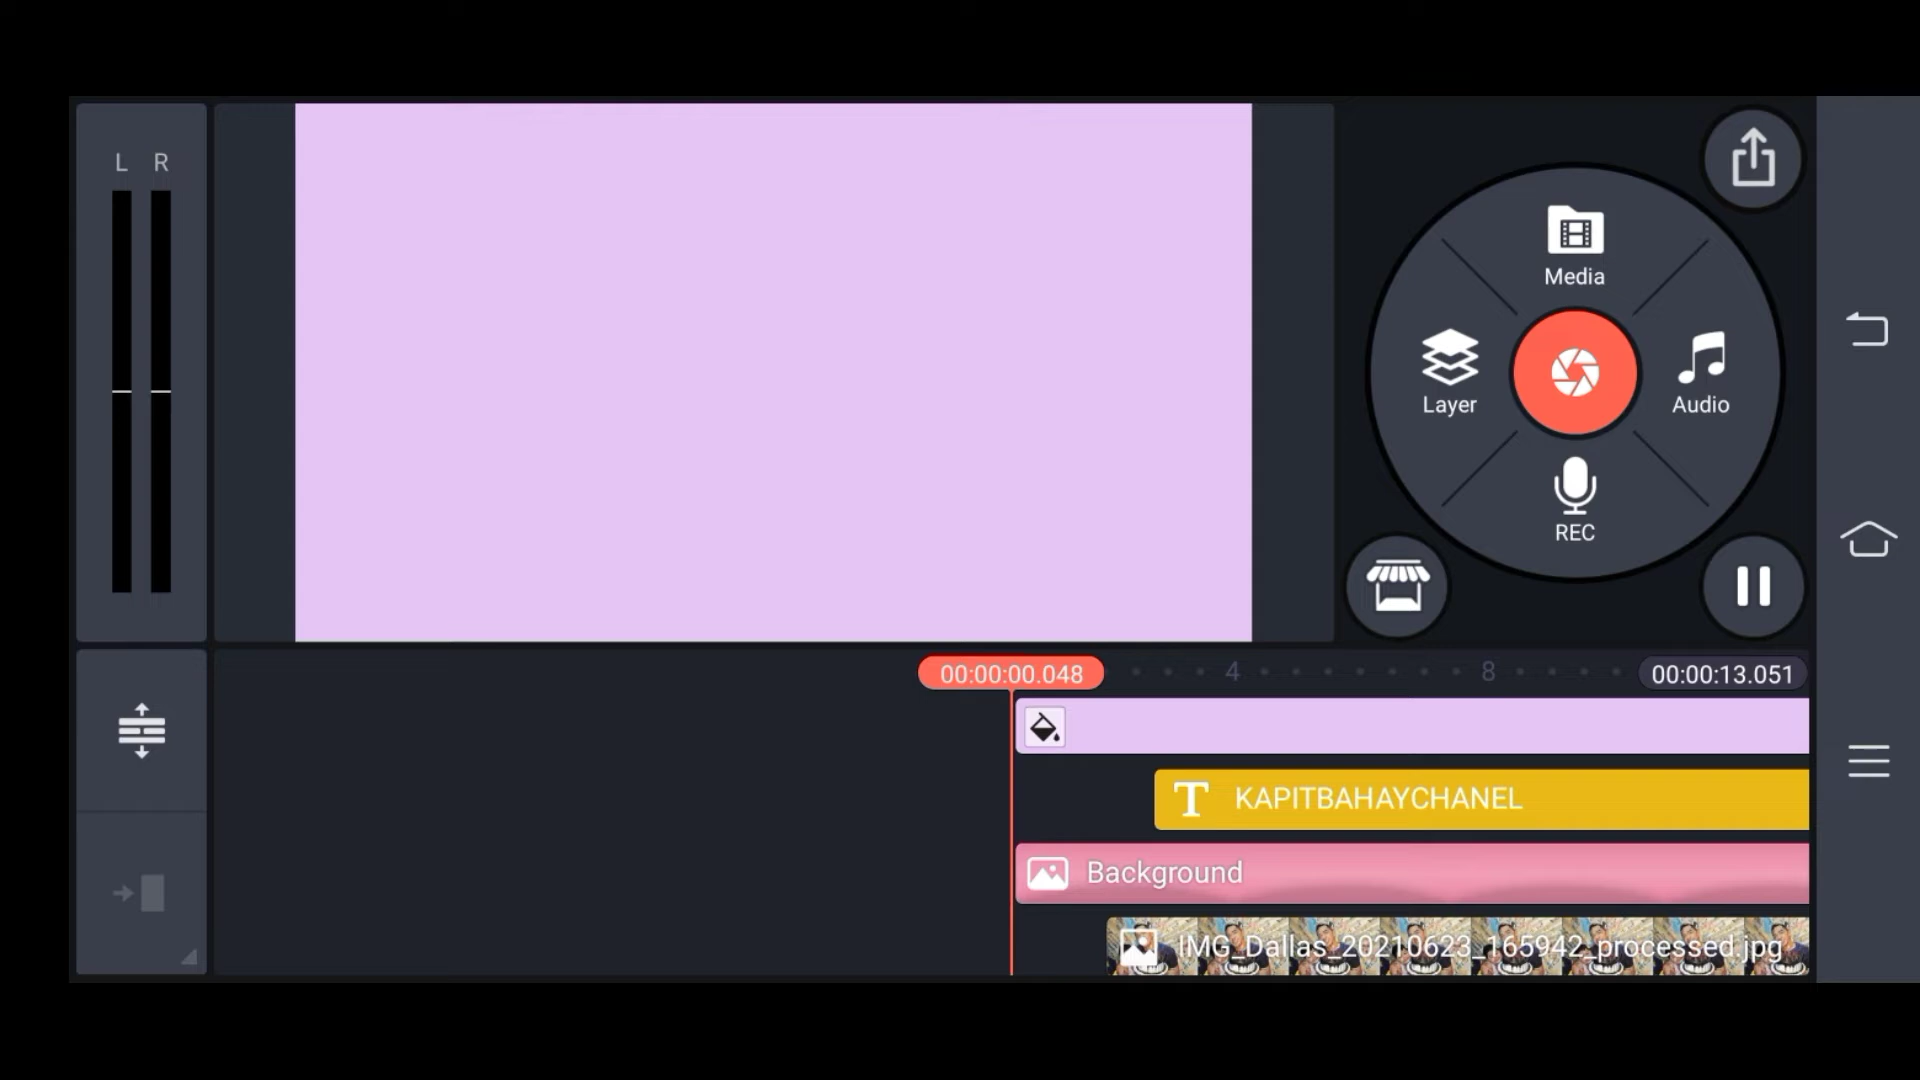 L R
Media
Layer
Audio
REC
00:00:00.048
4
8
00:00:13.051
KAPITBAHAYCHANEL
Background
IMG_Dallas_20210623_165942_processed.jpg